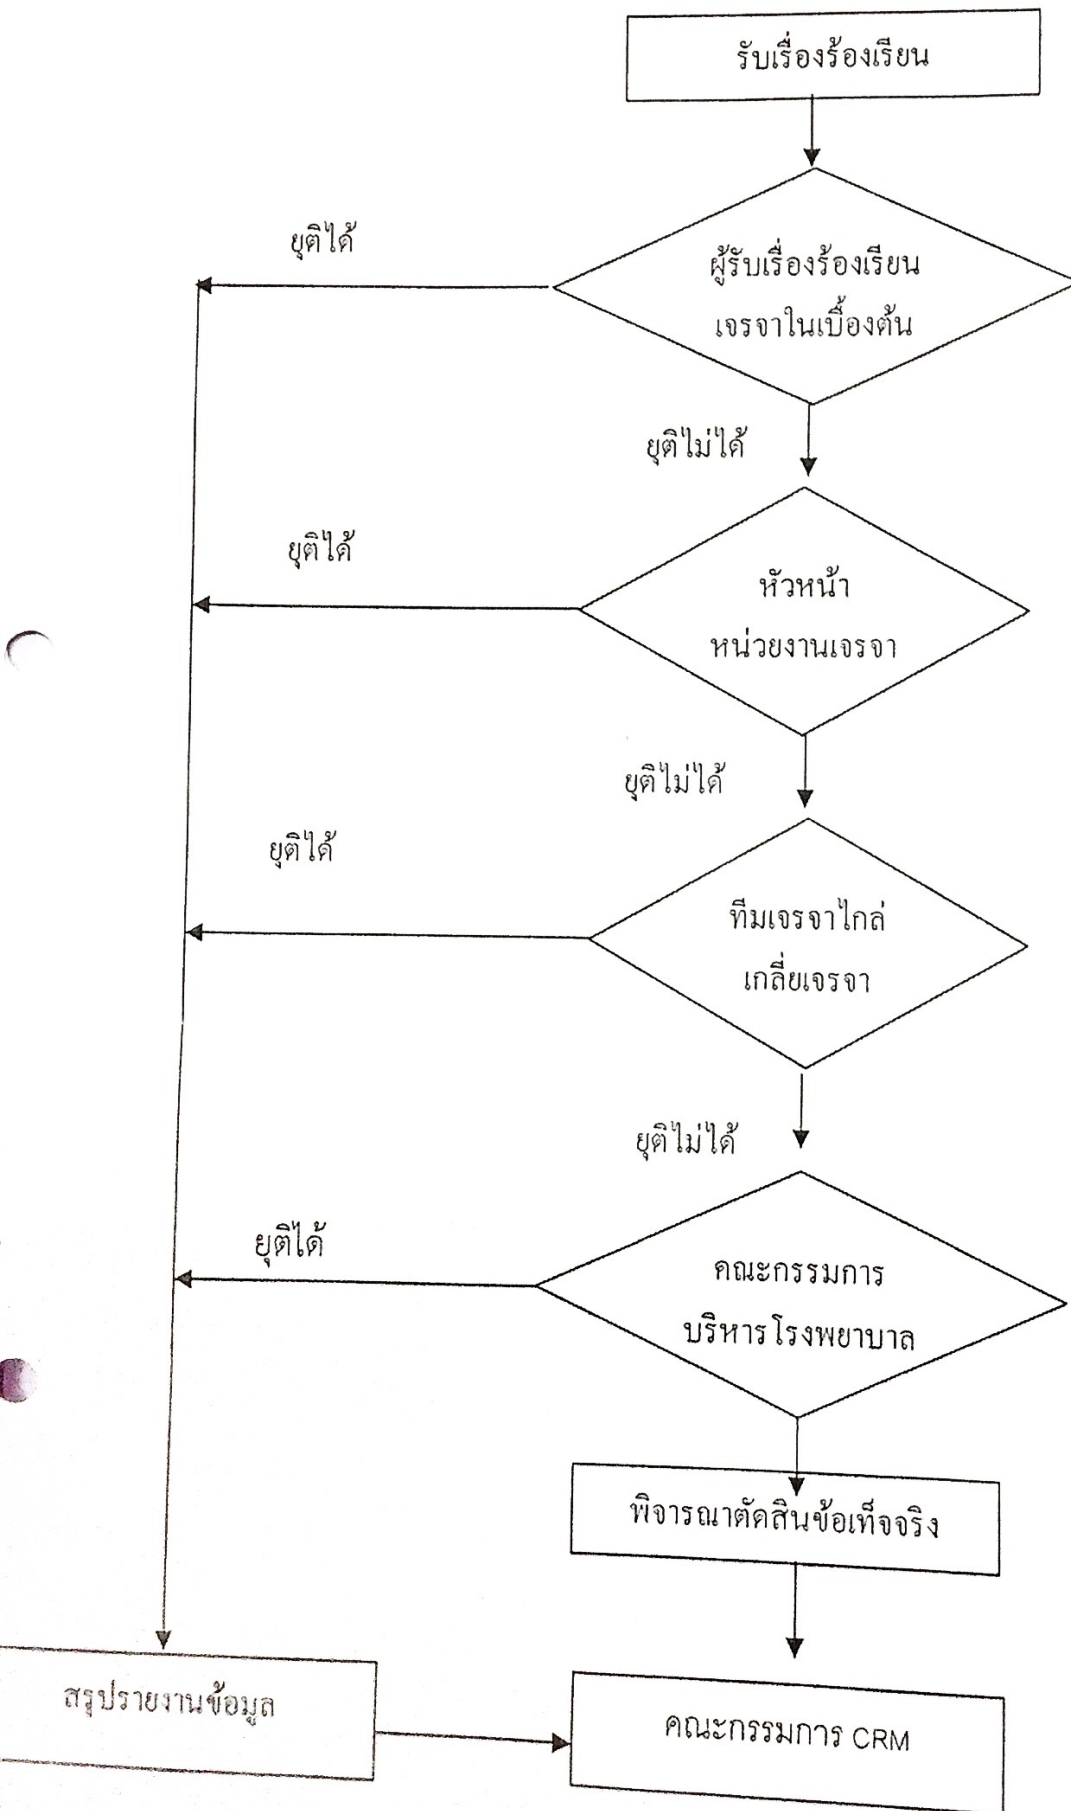 รับเรื่องร้องเรียน
ยุติได้
ผู้รับเรื่องร้องเรียน
เจรจาในเบื้องต้น
ยุติไม่ได้
ยุติได้
หัวหน้า
หน่วยงานเจรจา
ยุติไม่ได้
ยุติได้
ทีมเจรจาไกล่
เกลี่ยเจรจา
ยุติไม่ได้
ยุติได้
คณะกรรมการ
บริหารโรงพยาบาล
พิจารณาตัดสินข้อเท็จจริง
สรุปรายงานข้อมูล
คณะกรรมการ CRM